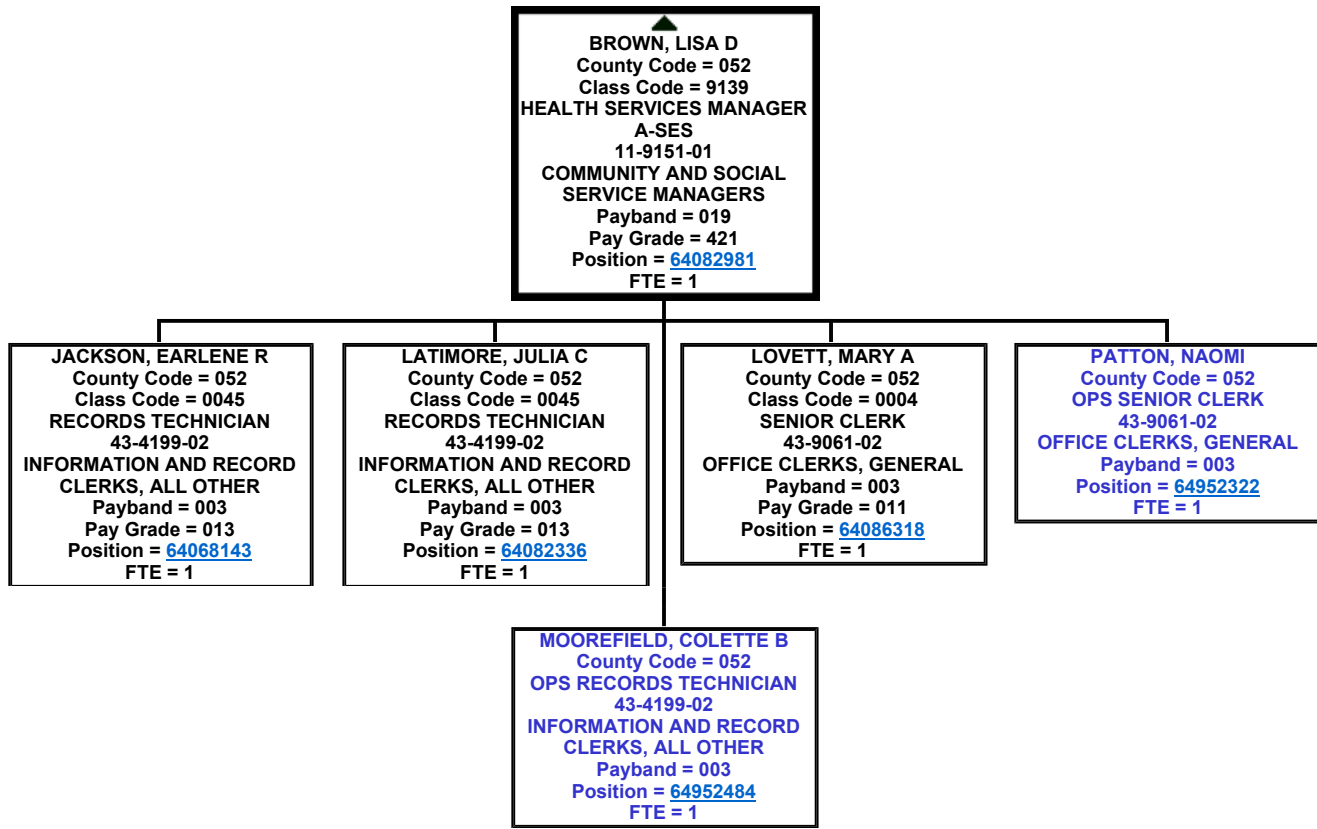 BROWN, LISA D
County Code = 052
Class Code = 9139
HEALTH SERVICES MANAGER
A-SES
11-9151-01
COMMUNITY AND SOCIAL
SERVICE MANAGERS
Payband = 019
Pay Grade = 421
Position = 64082981
FTE = 1
JACKSON, EARLENE R
County Code = 052
Class Code = 0045
RECORDS TECHNICIAN
43-4199-02
INFORMATION AND RECORD
CLERKS, ALL OTHER
Payband = 003
Pay Grade = 013
Position = 64068143
FTE = 1
LATIMORE, JULIA C
County Code = 052
Class Code = 0045
RECORDS TECHNICIAN
43-4199-02
INFORMATION AND RECORD
CLERKS, ALL OTHER
Payband = 003
Pay Grade = 013
Position = 64082336
FTE = 1
LOVETT, MARY A
County Code = 052
Class Code = 0004
SENIOR CLERK
43-9061-02
OFFICE CLERKS, GENERAL
Payband = 003
Pay Grade = 011
Position = 64086318
FTE = 1
PATTON, NAOMI
County Code = 052
OPS SENIOR CLERK
43-9061-02
OFFICE CLERKS, GENERAL
Payband = 003
Position = 64952322
FTE = 1
MOOREFIELD, COLETTE B
County Code = 052
OPS RECORDS TECHNICIAN
43-4199-02
INFORMATION AND RECORD
CLERKS, ALL OTHER
Payband = 003
Position = 64952484
FTE = 1